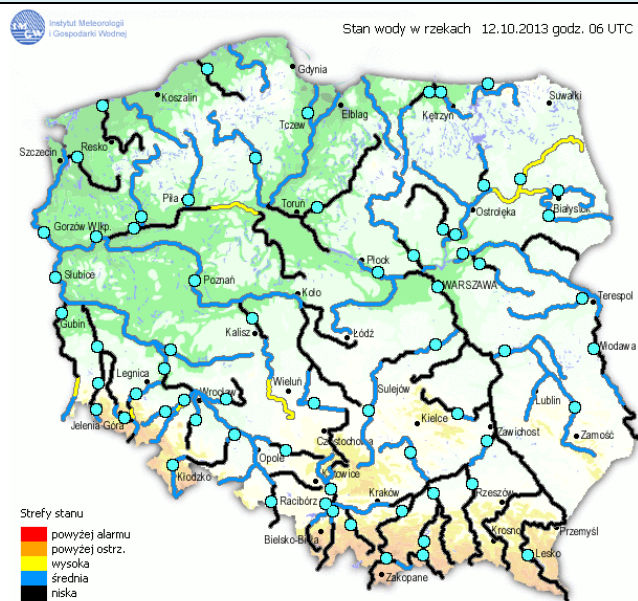 IMGW
Instytut Meteorologii
i Gospodarki Wodnej
Stan wody w rzekach 12.10.2013 godz. 06 UTC
Gdynia
Koszalin
Suwałki
Elbląg
Kętrzyn
Tczew
Resko
Szczecin
Piła
Toruń
Ostrołęka
Białystok
Gorzów Wlkp.
Płock
Słubice
Poznań
WARSZAWA
Koło
Terespol
Gubin
Kalisz
Łódź
Włodawa
Legnica
Wieluń
Sulejów
Lublin
Wrocław
Jelenia Góra
Kielce
Zawichost
Zamość
Częstochowa
Opole
Kłodzko
Katowice
Racibórz
Kraków
Rzeszów
Strefy stanu
Bielsko-Biała
Krosno
Przemyśl
powyżej alarmu
powyżej ostrz.
Lesko
wysoka
Zakopane
średnia
niska